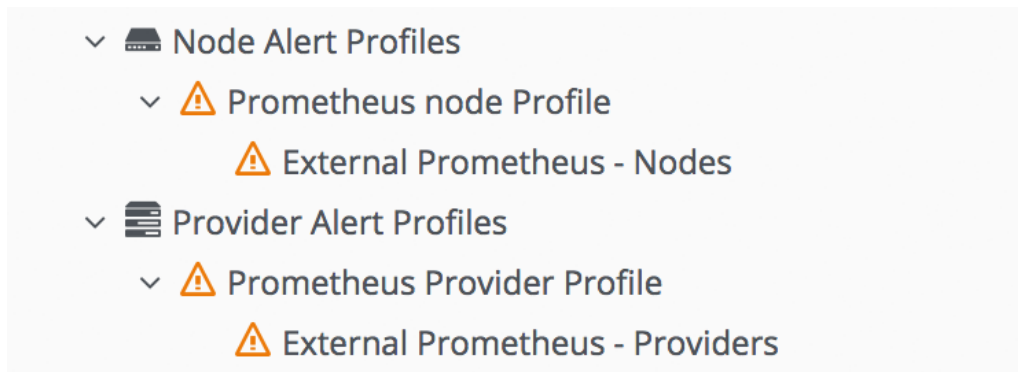 Node Alert Profiles
Prometheus node Profile
External Prometheus - Nodes
Provider Alert Profiles
Prometheus Provider Profile
External Prometheus - Providers